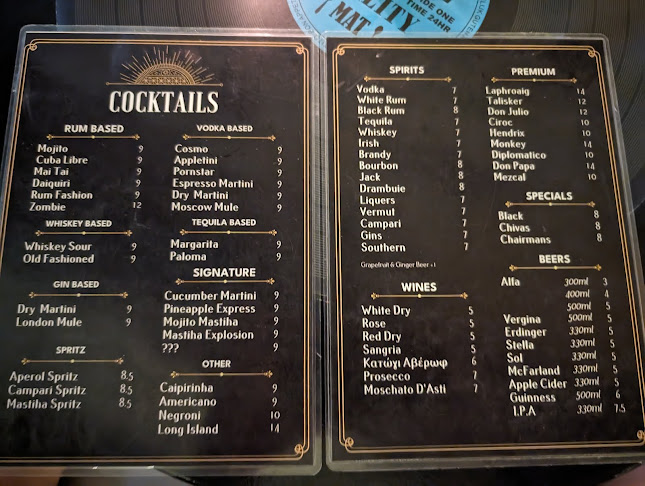 IDE ONE
LITY
TIME 24HR
MAT
COCKTAILS
RUM BASED
Mojito 9
Cuba Libre 9
Mai Tai 9
Daiquiri 9
Rum Fashion 9
Zombie 12
WHISKEY BASED
Whiskey Sour 9
Old Fashioned 9
GIN BASED
Dry Martini 9
London Mule 9
SPRITZ
Aperol Spritz 8.5
Campari Spritz 8.5
Mastiha Spritz 8.5
VODKA BASED
Cosmo 9
Appletini 9
Pornstar 9
Espresso Martini 9
Dry Martini 9
Moscow Mule 9
TEQUILA BASED
Margarita 9
Paloma 9
SIGNATURE
Cucumber Martini 9
Pineapple Express 9
Mojito Mastiha 9
Mastiha Explosion 9
??? 9
OTHER
Caipirinha 9
Americano 9
Negroni 10
Long Island 14
SPIRITS
Vodka 7
White Rum 7
Black Rum 8
Tequila 7
Whiskey 7
Irish 7
Brandy 7
Bourbon 8
Jack 8
Drambuie 8
Liquers 7
Vermut 7
Campari 7
Gins 7
Southern 7
Grapefruit & Ginger Beer +1
WINES
White Dry 5
Rose 5
Red Dry 5
Sangria 5
Κατώγι Αβέρωφ 6
Prosecco 7
Moschato D'Asti 7
PREMIUM
Laphroaig 14
Talisker 12
Don Julio 12
Ciroc 10
Hendrix 10
Monkey 14
Diplomatico 10
Don Papa 14
Mezcal 10
SPECIALS
Black 8
Chivas 8
Chairmans 8
BEERS
Alfa 300ml 3
400ml 4
500ml 5
Vergina 500ml 5
Erdinger 330ml 5
Stella 330ml 5
Sol 330ml 5
McFarland 330ml 5
Apple Cider 330ml 5
Guinness 500ml 6
I.P.A 330ml 7.5